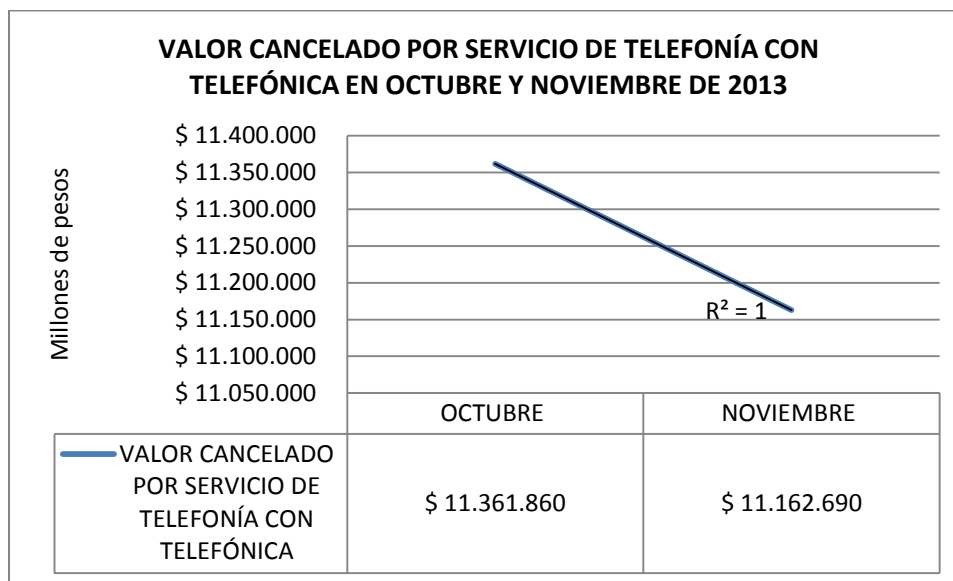 VALOR CANCELADO POR SERVICIO DE TELEFONÍA CON
TELEFÓNICA EN OCTUBRE Y NOVIEMBRE DE 2013
Millones de pesos
$ 11.400.000
$ 11.350.000
$ 11.300.000
$ 11.250.000
$ 11.200.000
$ 11.150.000
$ 11.100.000
$ 11.050.000
R² = 1
OCTUBRE
NOVIEMBRE
VALOR CANCELADO
POR SERVICIO DE
TELEFONÍA CON
TELEFÓNICA
$ 11.361.860
$ 11.162.690